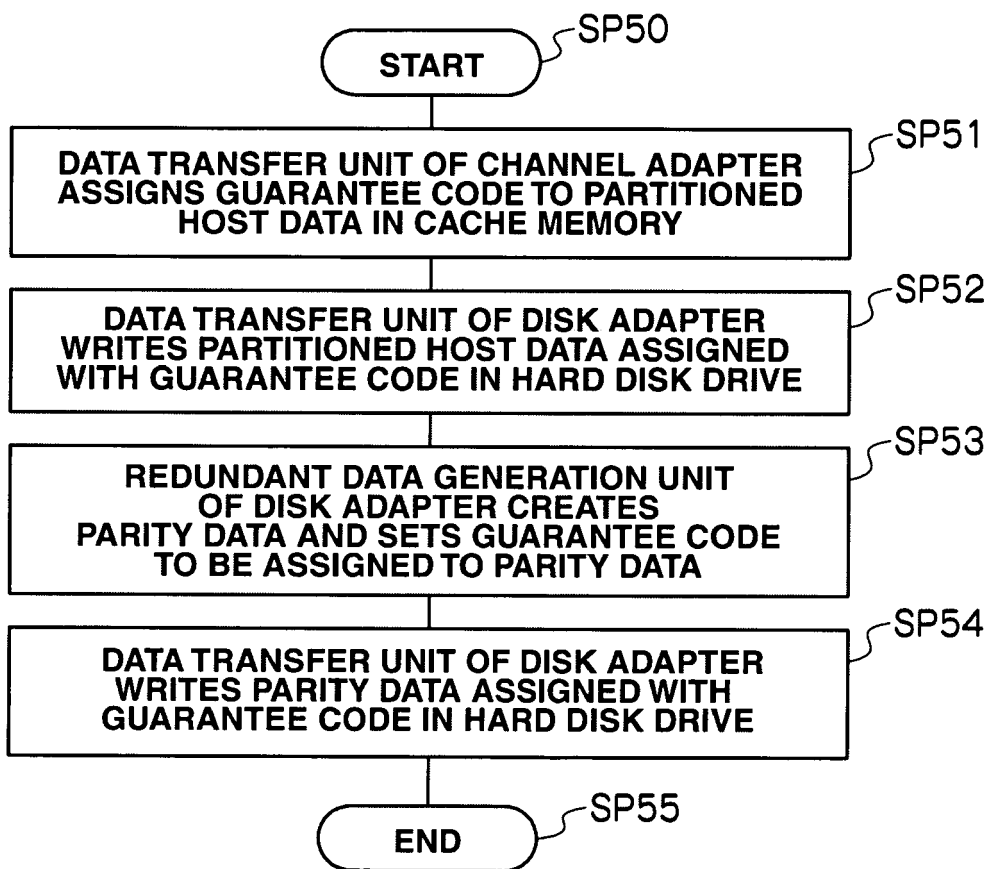 SP50
START
SP51
DATA TRANSFER UNIT OF CHANNEL ADAPTER
ASSIGNS GUARANTEE CODE TO PARTITIONED
HOST DATA IN CACHE MEMORY
SP52
DATA TRANSFER UNIT OF DISK ADAPTER
WRITES PARTITIONED HOST DATA ASSIGNED
WITH GUARANTEE CODE IN HARD DISK DRIVE
SP53
REDUNDANT DATA GENERATION UNIT
OF DISK ADAPTER CREATES
PARITY DATA AND SETS GUARANTEE CODE
TO BE ASSIGNED TO PARITY DATA
SP54
DATA TRANSFER UNIT OF DISK ADAPTER
WRITES PARITY DATA ASSIGNED WITH
GUARANTEE CODE IN HARD DISK DRIVE
SP55
END